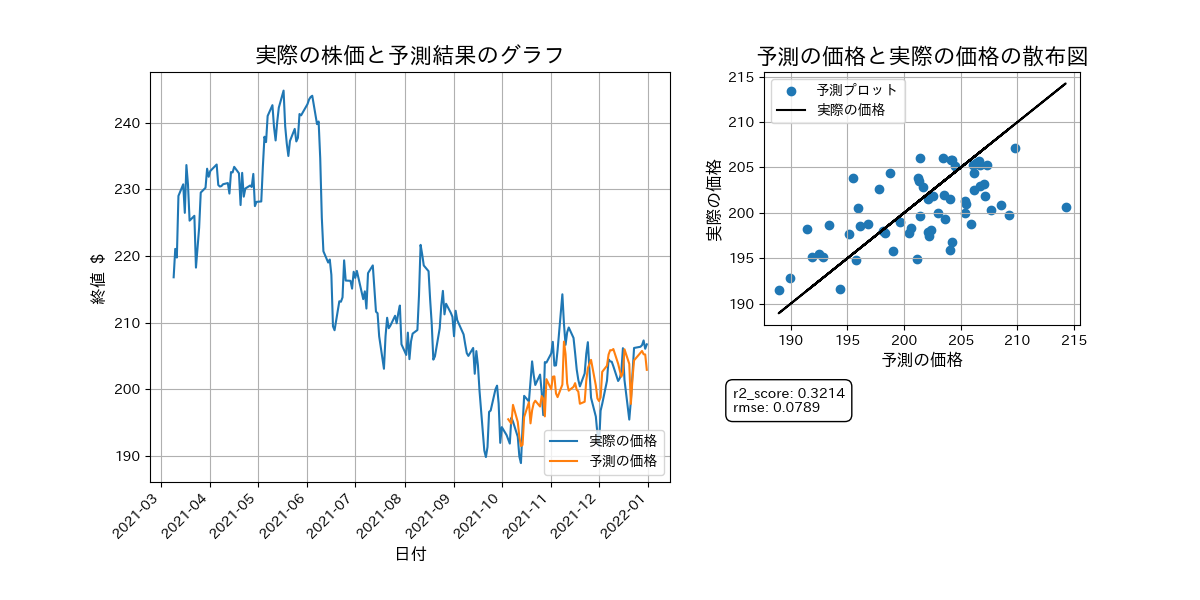 実際の株価と予測結果のグラフ
240
230
220
210
200
190
終値 $
2021-03
2021-04
2021-05
2021-06
2021-07
2021-08
2021-09
2021-10
2021-11
2021-12
2022-01
日付
実際の価格
予測の価格
予測の価格と実際の価格の散布図
予測プロット
実際の価格
215
210
205
200
195
190
実際の価格
190
195
200
205
210
215
予測の価格
r2_score: 0.3214
rmse: 0.0789